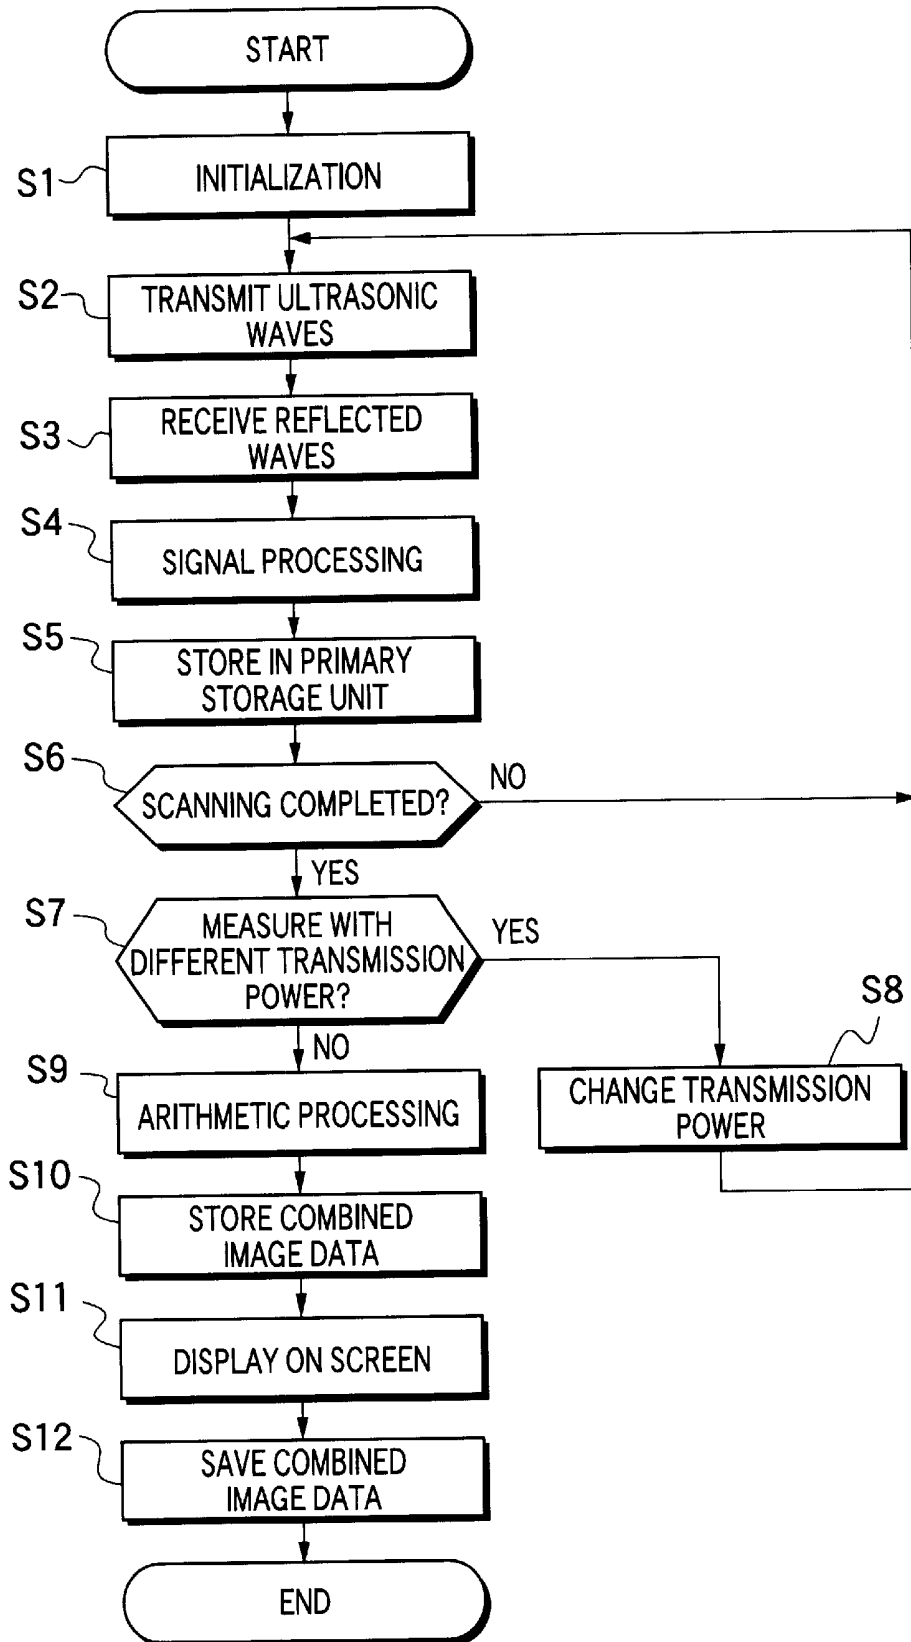 START
S1
INITIALIZATION
S2
TRANSMIT ULTRASONIC
WAVES
S3
RECEIVE REFLECTED
WAVES
S4
SIGNAL PROCESSING
S5
STORE IN PRIMARY
STORAGE UNIT
S6
SCANNING COMPLETED?
NO
YES
S7
MEASURE WITH
DIFFERENT TRANSMISSION
POWER?
YES
NO
S8
CHANGE TRANSMISSION
POWER
S9
ARITHMETIC PROCESSING
S10
STORE COMBINED
IMAGE DATA
S11
DISPLAY ON SCREEN
S12
SAVE COMBINED
IMAGE DATA
END